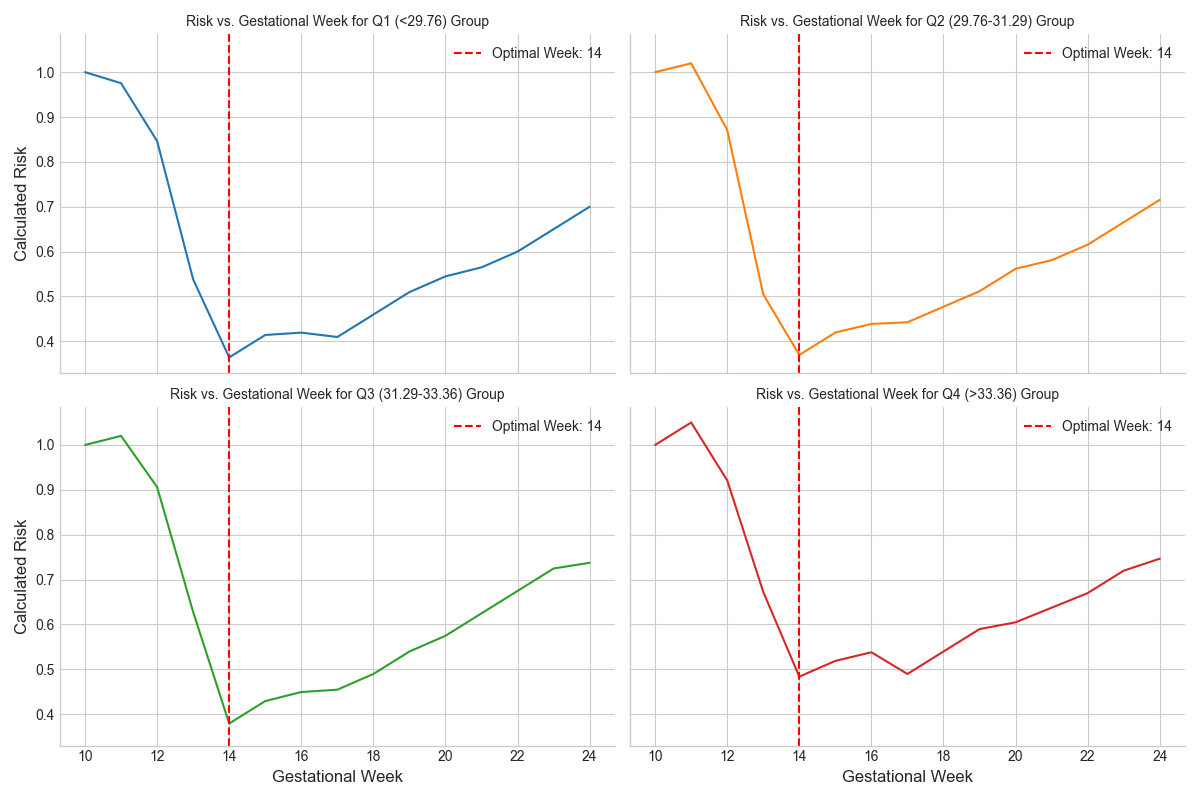 Risk vs. Gestational Week for Q1 (<29.76) Group
Optimal Week: 14
1.0
0.9
0.8
0.7
0.6
0.5
0.4
Calculated Risk
Risk vs. Gestational Week for Q2 (29.76-31.29) Group
Optimal Week: 14
Risk vs. Gestational Week for Q3 (31.29-33.36) Group
Optimal Week: 14
1.0
0.9
0.8
0.7
0.6
0.5
0.4
Calculated Risk
10 12 14 16 18 20 22 24
Gestational Week
Risk vs. Gestational Week for Q4 (>33.36) Group
Optimal Week: 14
10 12 14 16 18 20 22 24
Gestational Week